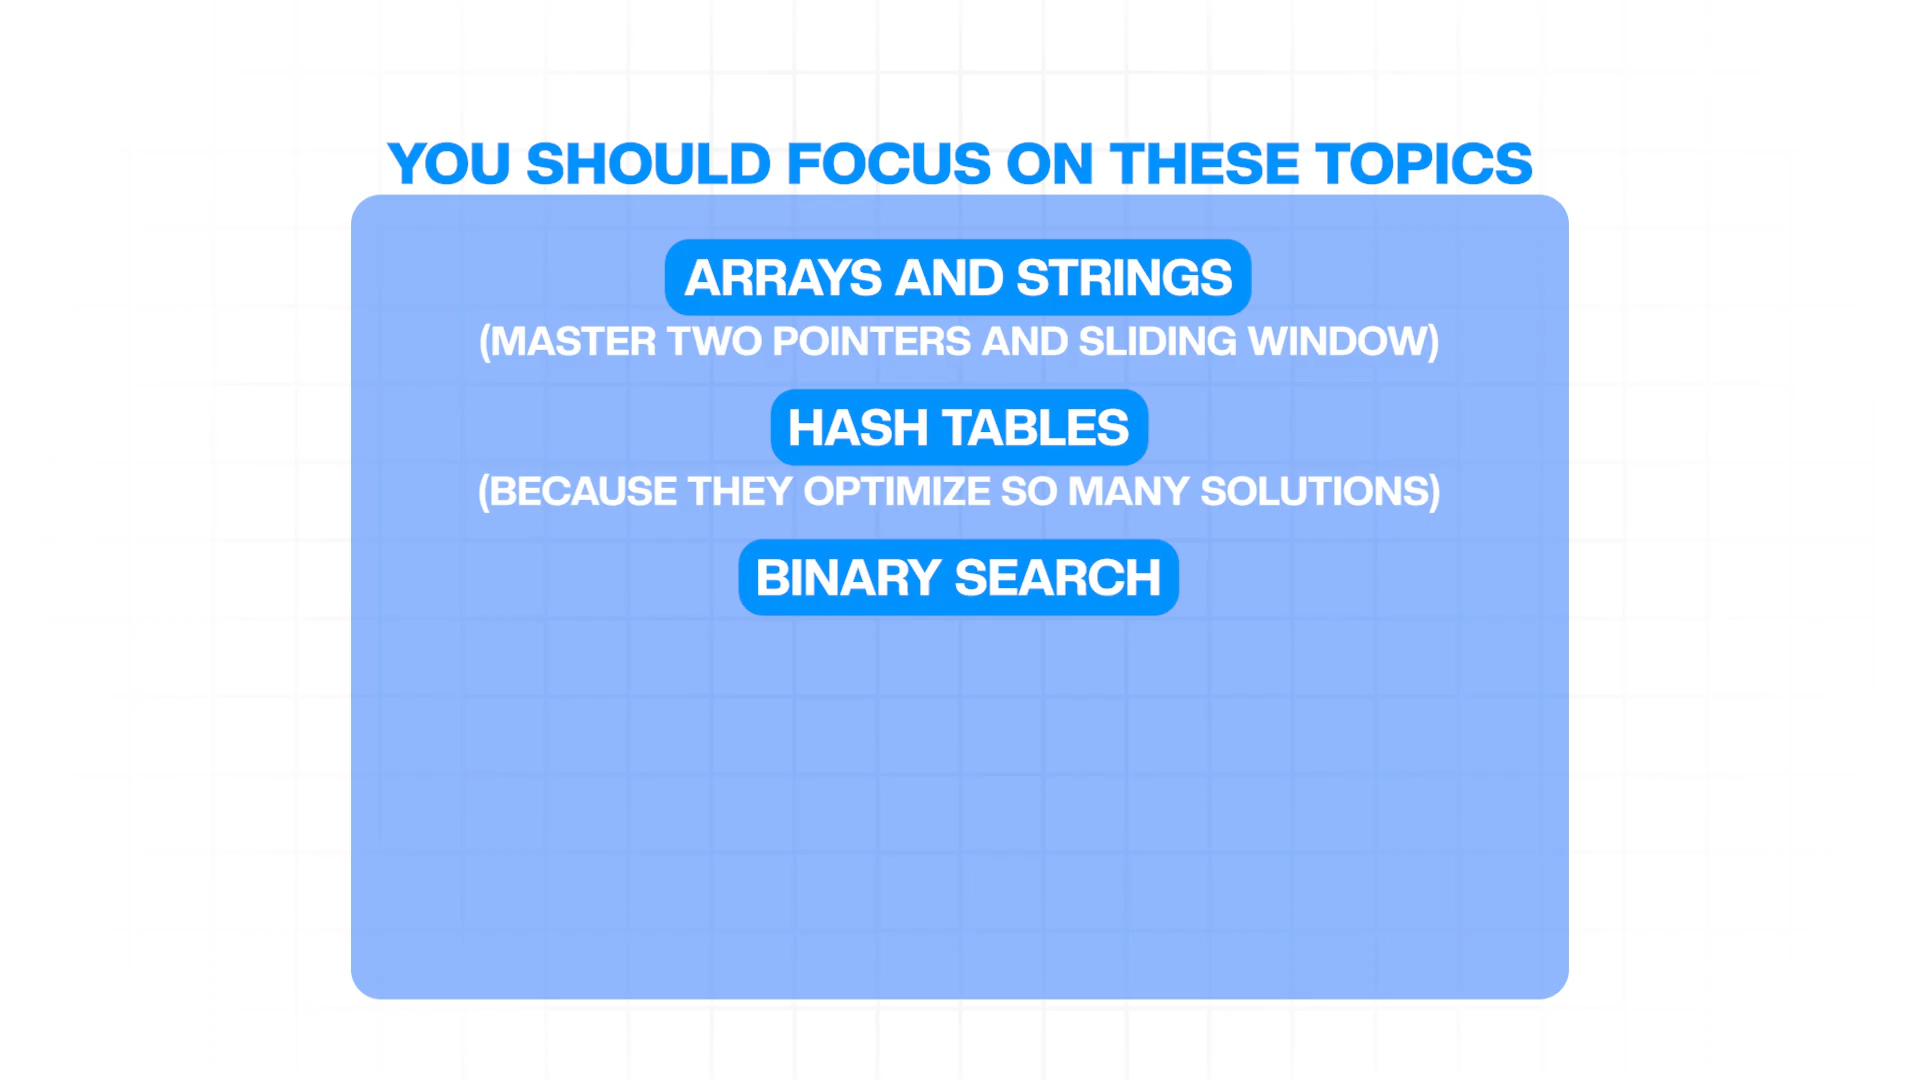 YOU SHOULD FOCUS ON THESE TOPICS
ARRAYS AND STRINGS
(MASTER TWO POINTERS AND SLIDING WINDOW)
HASH TABLES
(BECAUSE THEY OPTIMIZE SO MANY SOLUTIONS)
BINARY SEARCH